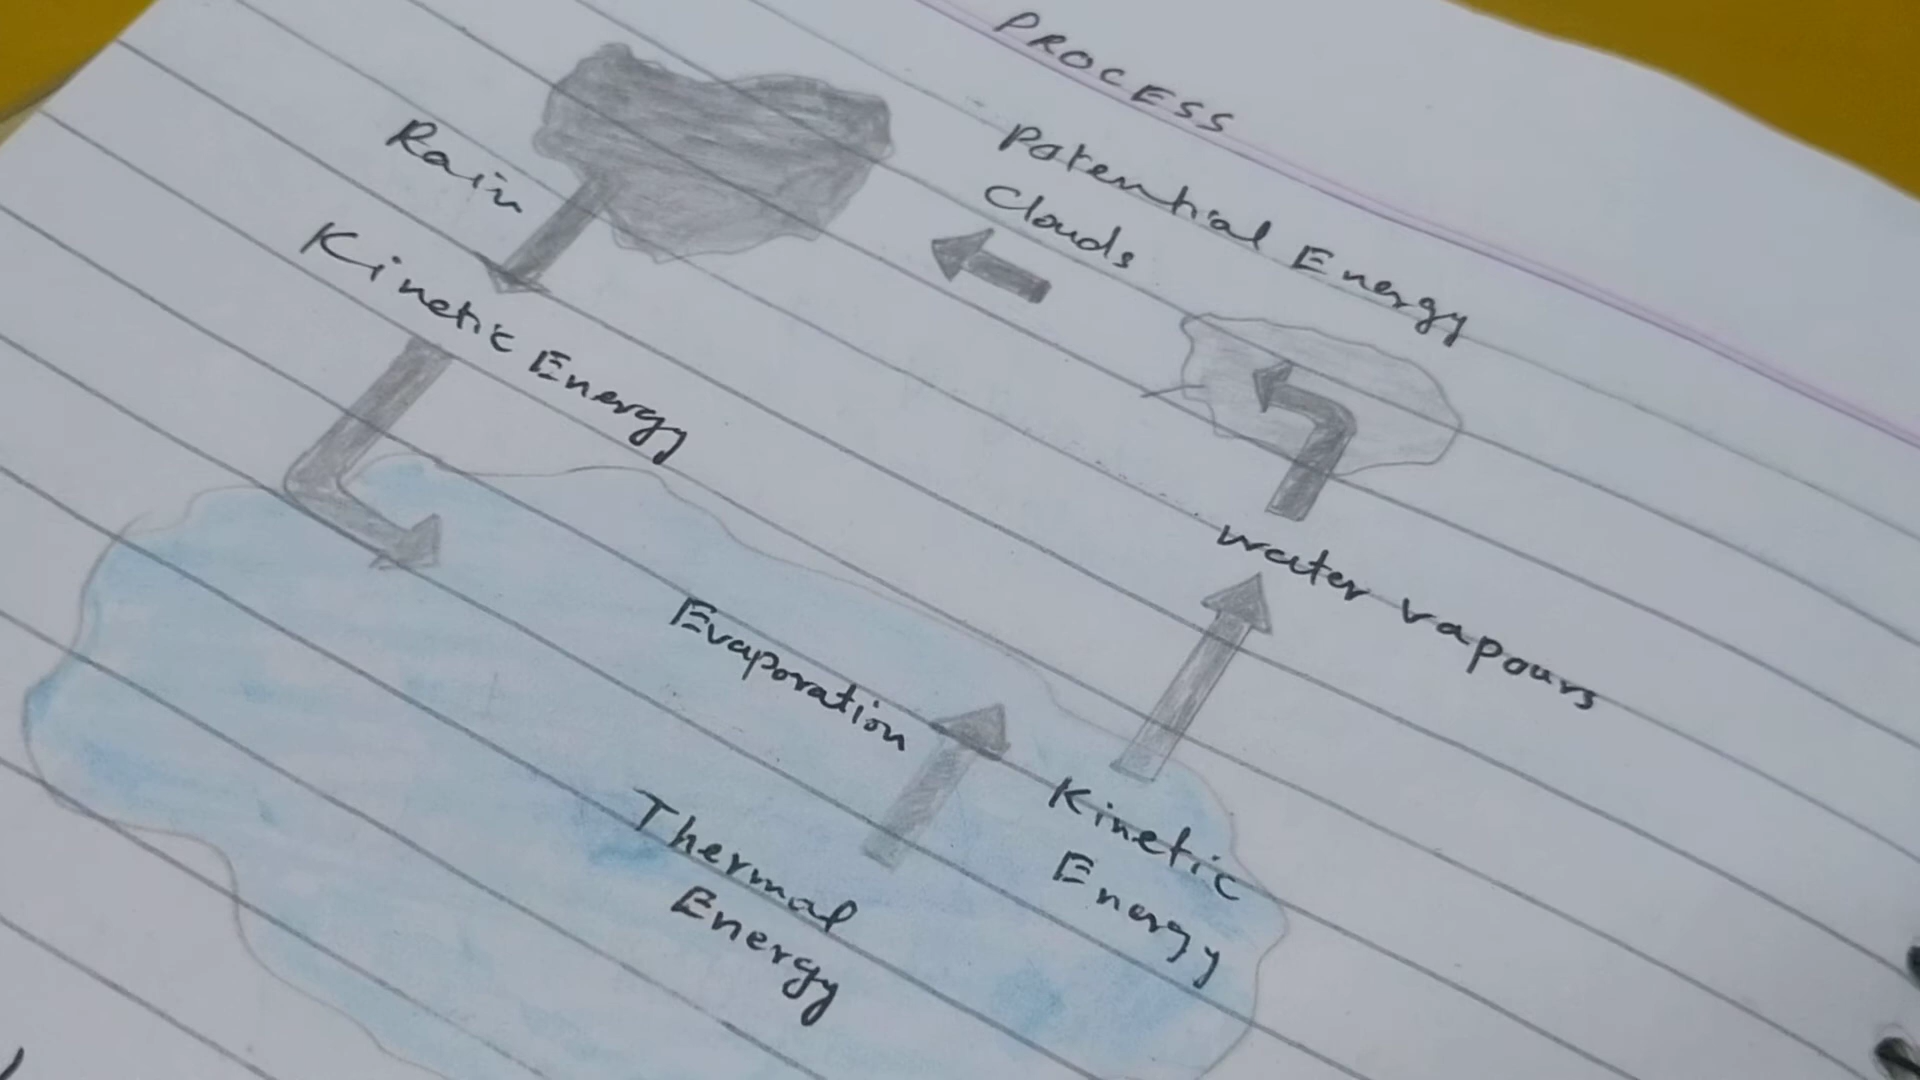 PROCESS
Potential Energy
Clouds
Rain
Kinetic Energy
Water vapours
Evaporation
Kinetic
Energy
Thermal
Energy